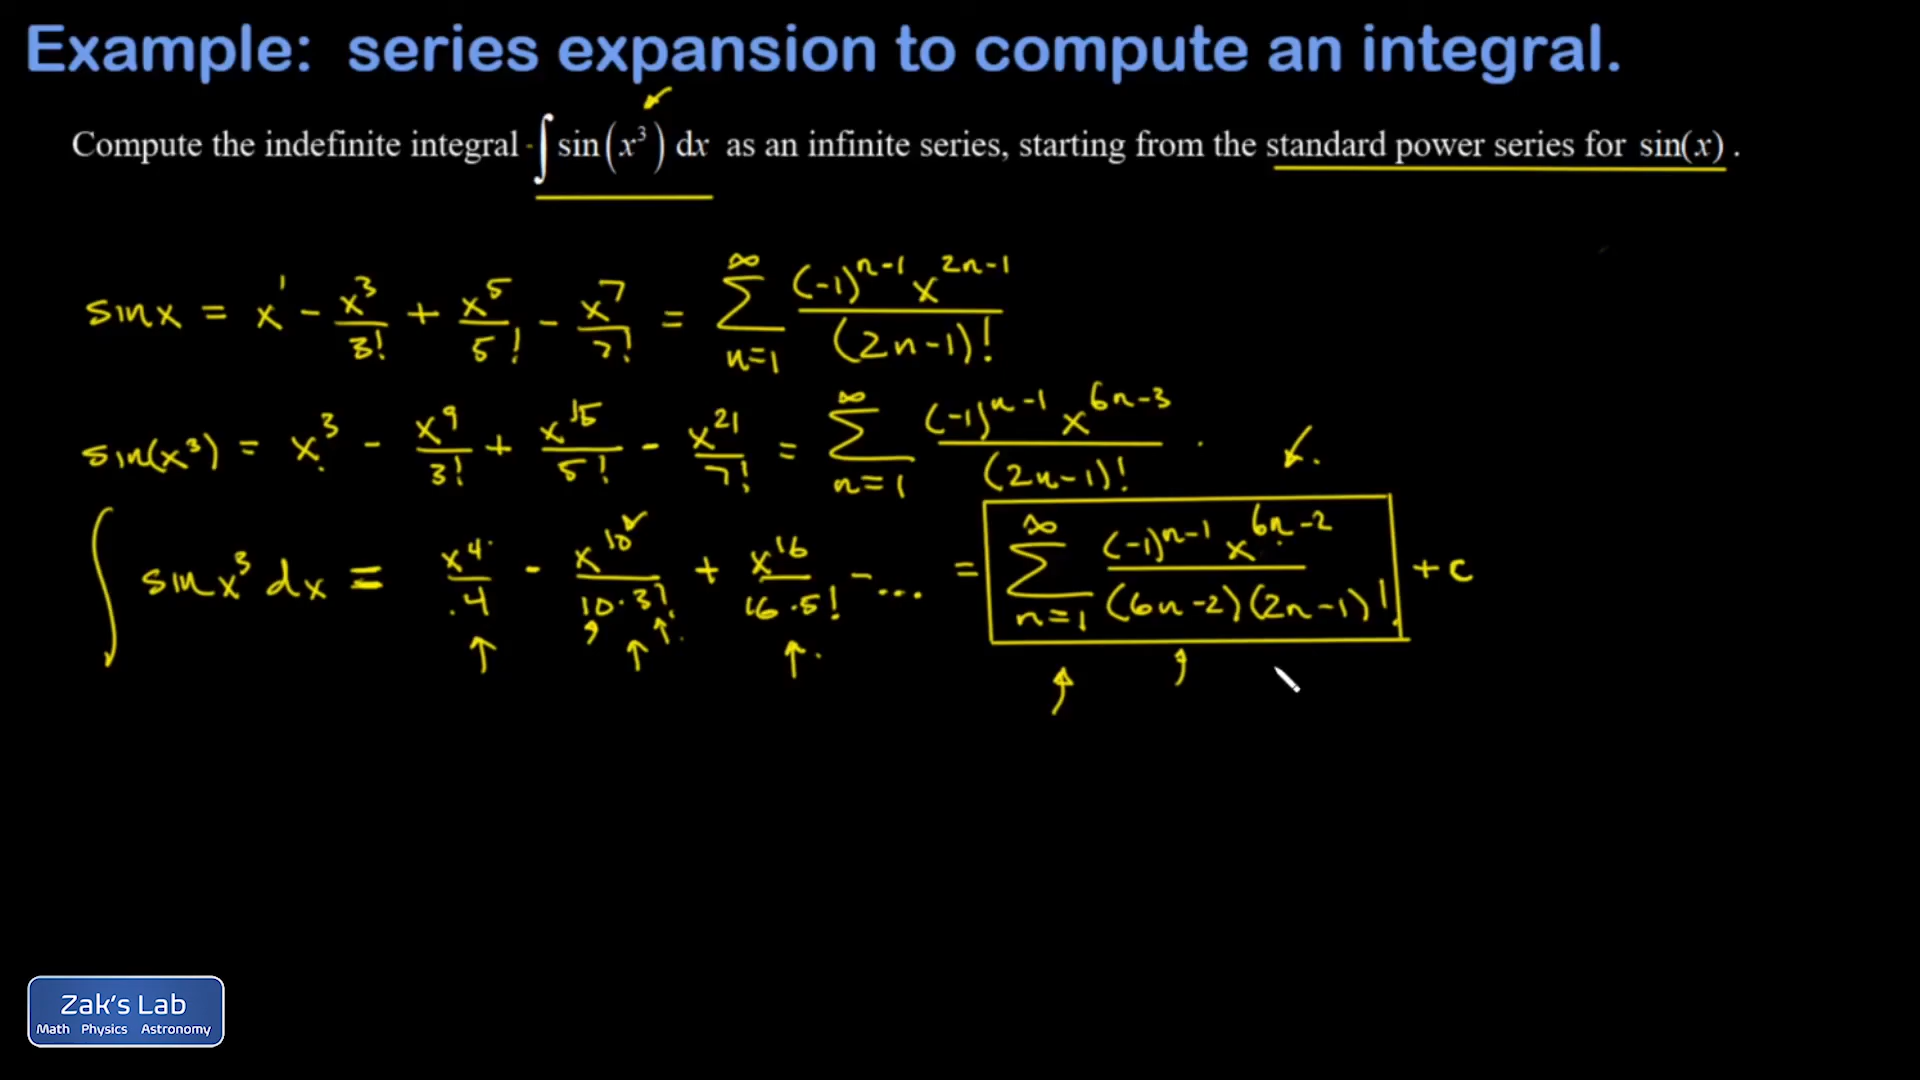 Example: series expansion to compute an integral.
Compute the indefinite integral ∫ sin(x³) dx as an infinite series, starting from the standard power series for sin(x).
sinx = x¹ - x³/3! + x⁵/5! - x⁷/7! = ∑_{n=1}^{∞} (-1)^{n-1} x^{2n-1} / (2n-1)!
sin(x³) = x³ - x⁹/3! + x¹⁵/5! - x²¹/7! = ∑_{n=1}^{∞} (-1)^{n-1} x^{6n-3} / (2n-1)!
∫ sinx³ dx = x⁴/4 - x¹⁰/(10·3!) + x¹⁶/(16·5!) - ... = ∑_{n=1}^{∞} (-1)^{n-1} x^{6n-2} / (6n-2)(2n-1)! + c
Zak's Lab
Math Physics Astronomy